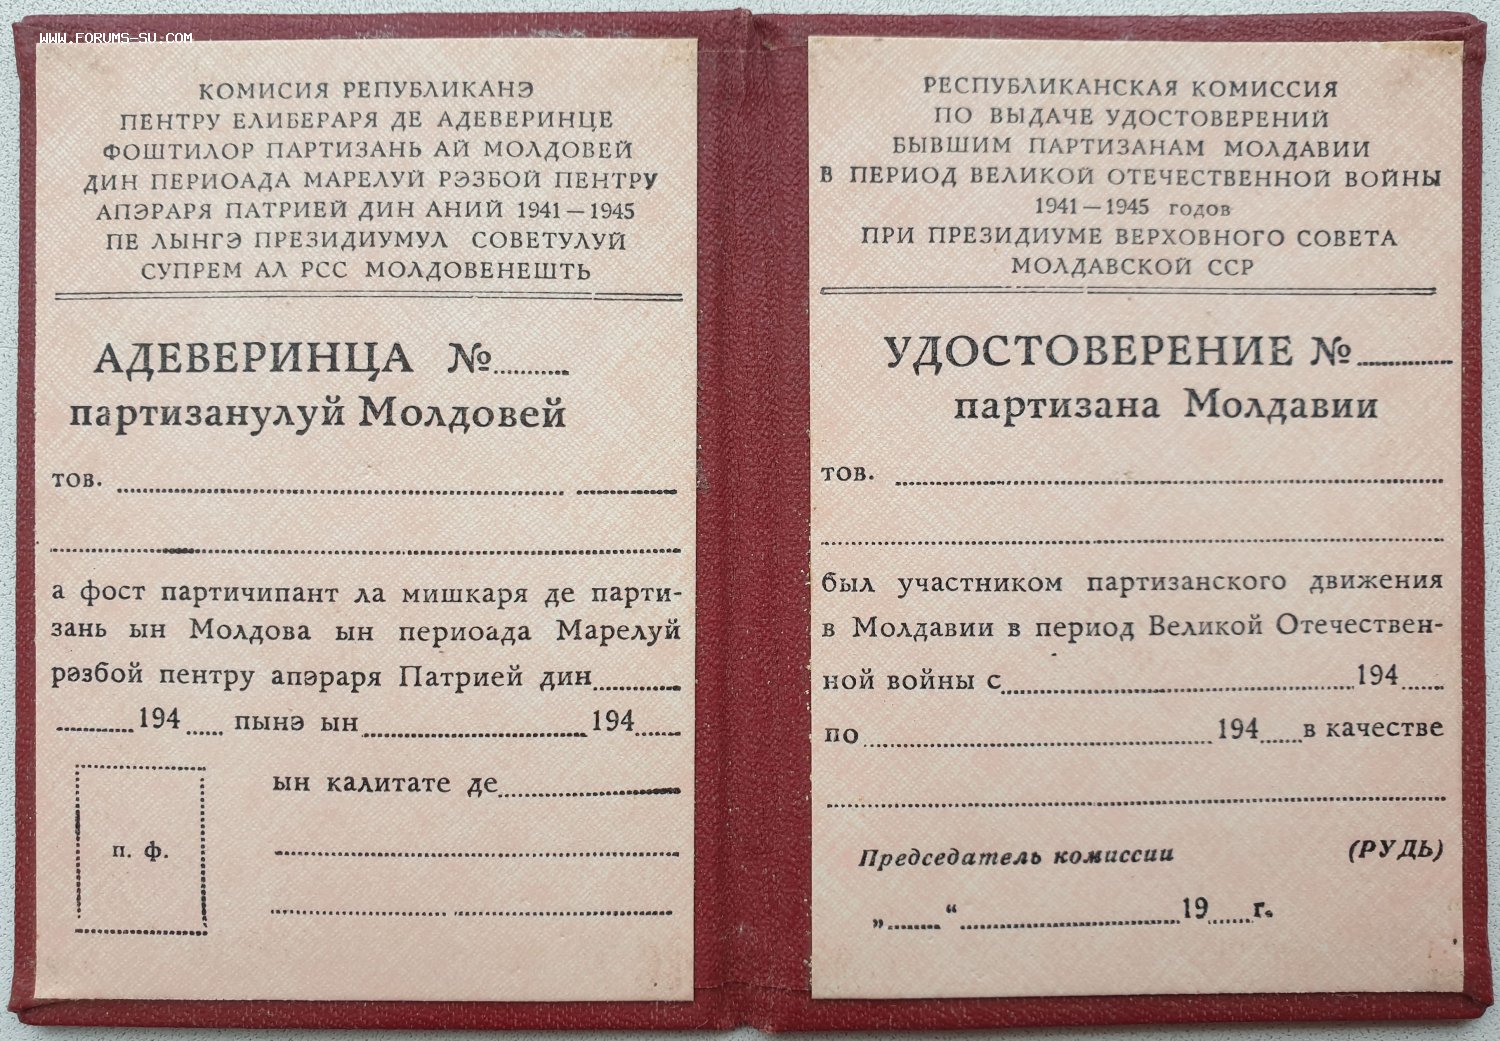 WWW.FORUMS-SU.COM
КОМИСИЯ РЕПУБЛИКАНЭ
ПЕНТРУ ЕЛИБЕРАРЯ ДЕ АДЕВЕРИНЦЕ
ФОШТИЛОР ПАРТИЗАНЬ АЙ МОЛДОВЕЙ
ДИН ПЕРИОАДА МАРЕЛУЙ РЭЗБОЙ ПЕНТРУ
АПЭРАРЯ ПАТРИЕЙ ДИН АНИЙ 1941—1945
ПЕ ЛЫНГЭ ПРЕЗИДИУМУЛ СОВЕТУЛУЙ
СУПРЕМ АЛ РСС МОЛДОВЕНЕШТЬ
АДЕВЕРИНЦА №..........
партизанулуй Молдовей
тов. ..........
а фост партичипант ла мишкаря де парти-
зань ын Молдова ын периоада Марелуй
рэзбой пентру апэраря Патрией дин..........
..........194..... пынэ ын..........194.....
ын калитате де..........
п. ф.
РЕСПУБЛИКАНСКАЯ КОМИССИЯ
ПО ВЫДАЧЕ УДОСТОВЕРЕНИЙ
БЫВШИМ ПАРТИЗАНАМ МОЛДАВИИ
В ПЕРИОД ВЕЛИКОЙ ОТЕЧЕСТВЕННОЙ ВОЙНЫ
1941—1945 годов
ПРИ ПРЕЗИДИУМЕ ВЕРХОВНОГО СОВЕТА
МОЛДАВСКОЙ ССР
УДОСТОВЕРЕНИЕ №..........
партизана Молдавии
тов. ..........
был участником партизанского движения
в Молдавии в период Великой Отечествен-
ной войны с..........194.....
по..........194.....в качестве
Председатель комиссии (РУДЬ)
„.....“..........19.....г.